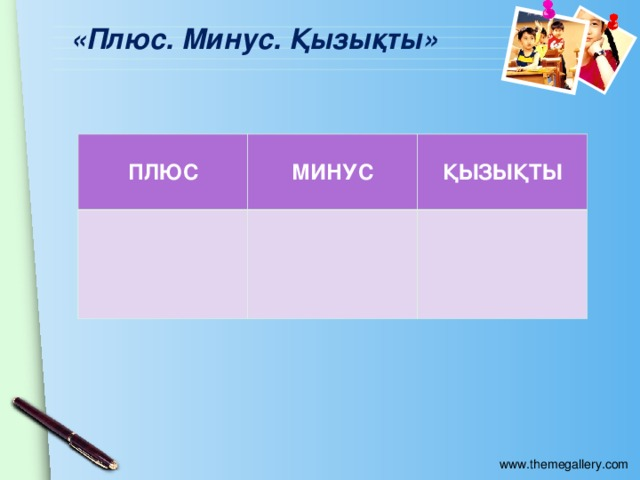 «Плюс. Минус. Қызықты»
ПЛЮС МИНУС ҚЫЗЫҚТЫ
www.themegallery.com